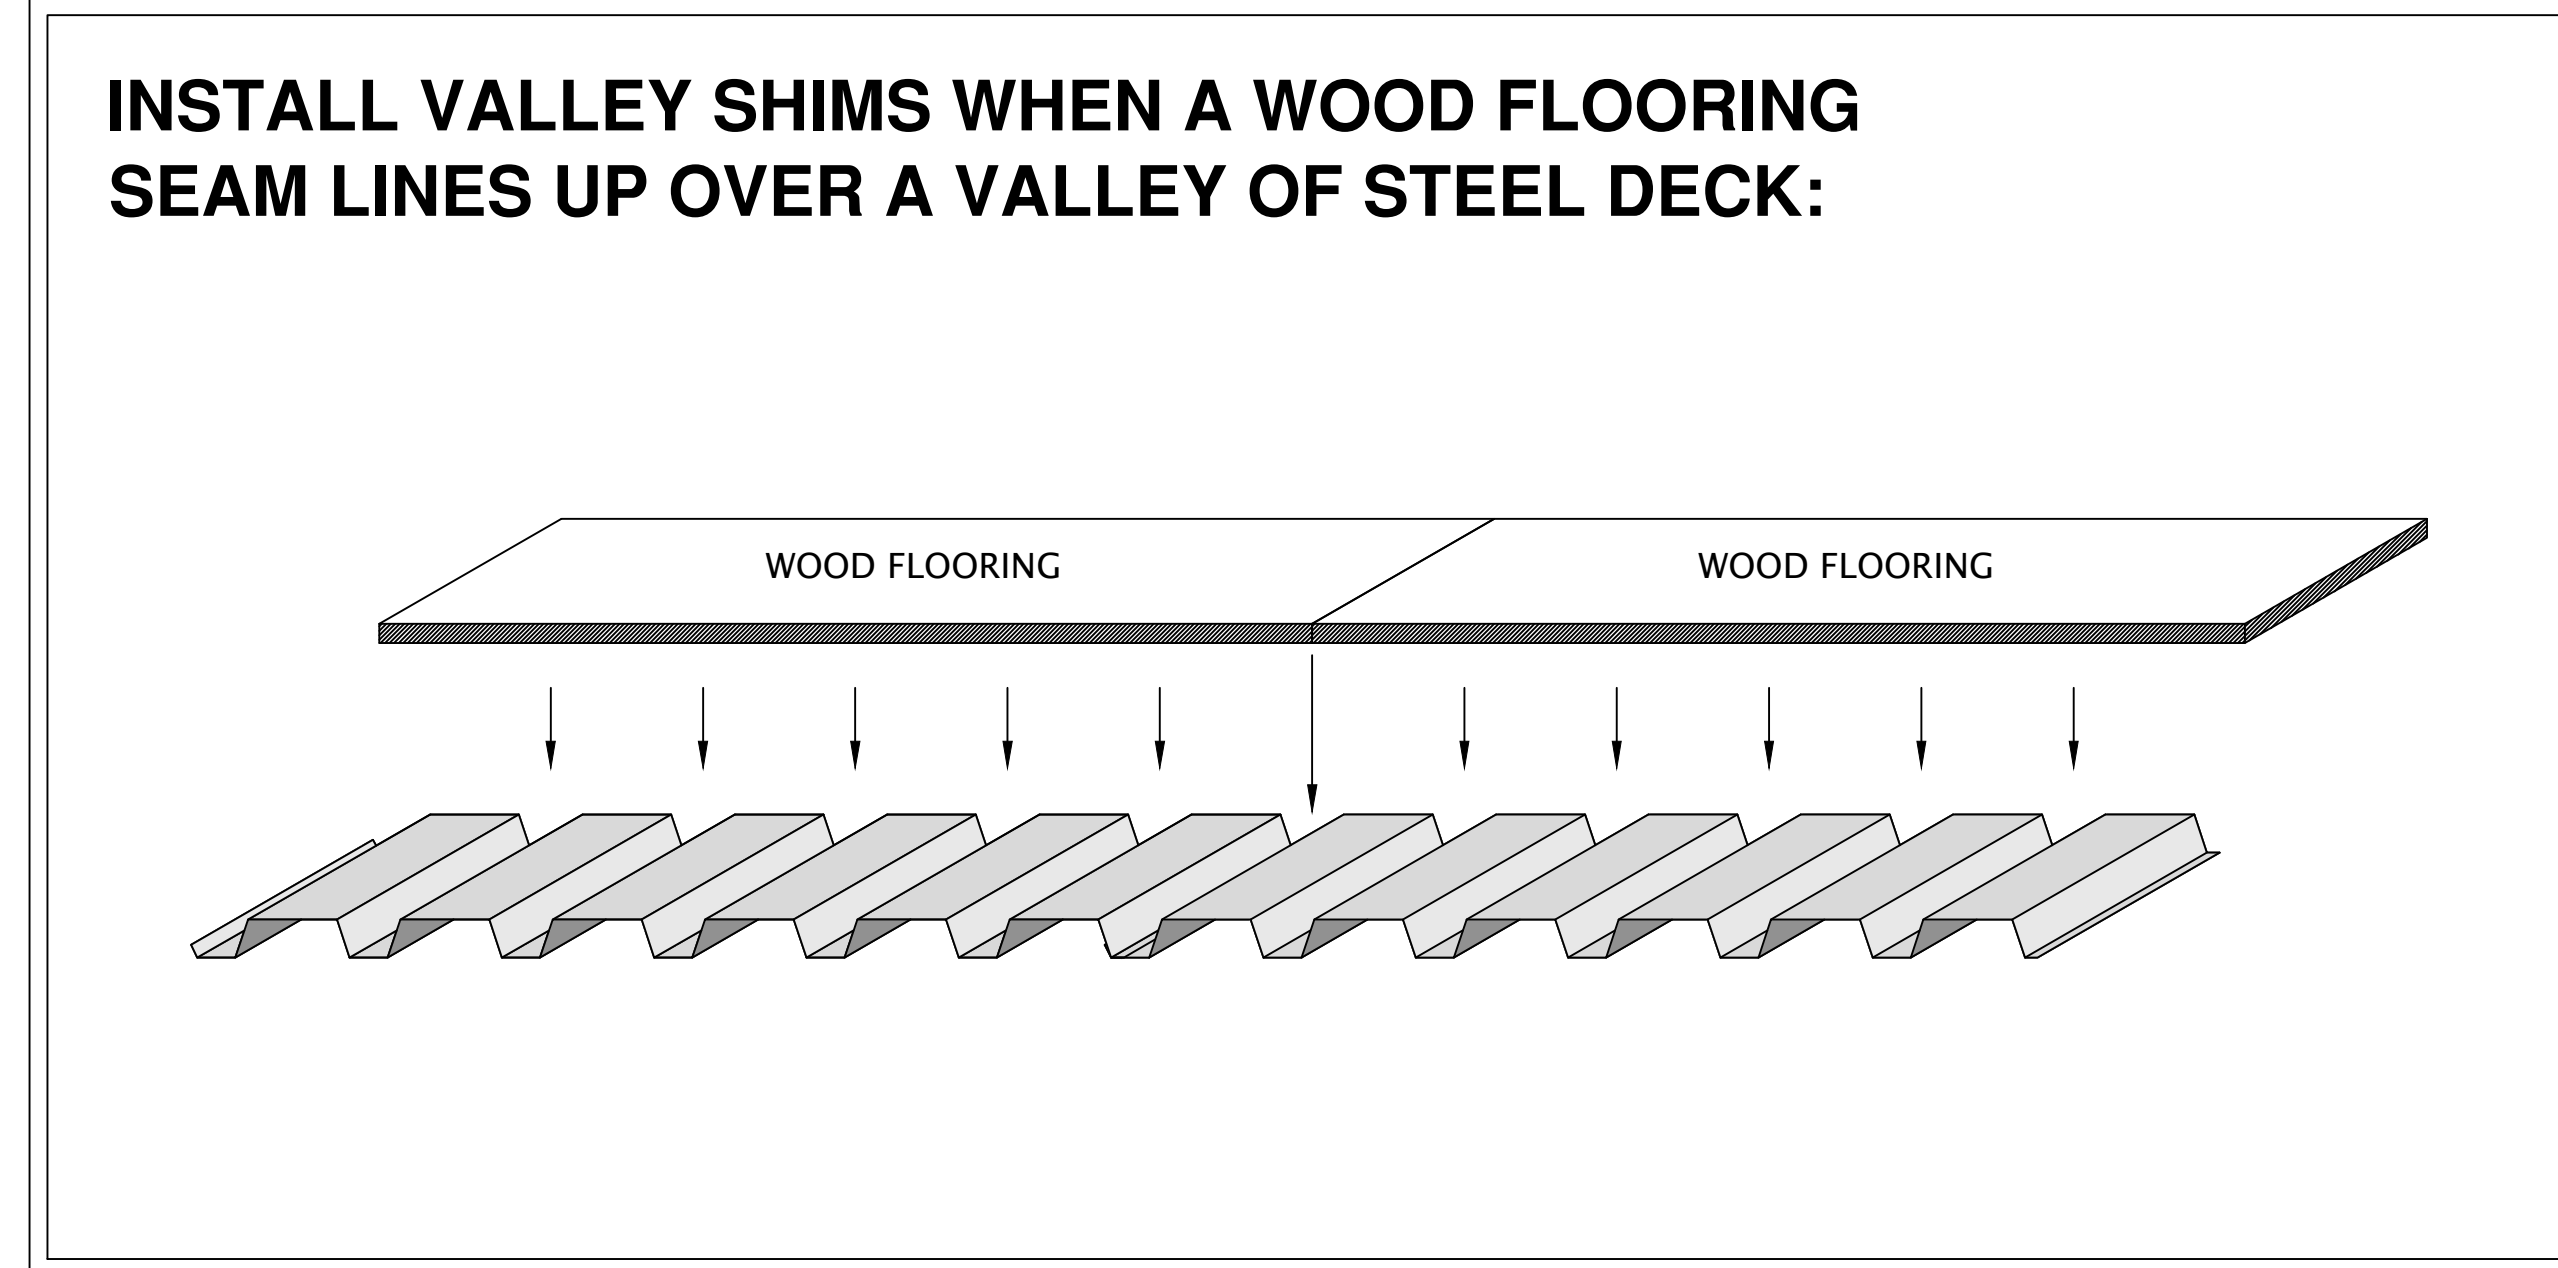 INSTALL VALLEY SHIMS WHEN A WOOD FLOORING
SEAM LINES UP OVER A VALLEY OF STEEL DECK:
WOOD FLOORING
WOOD FLOORING